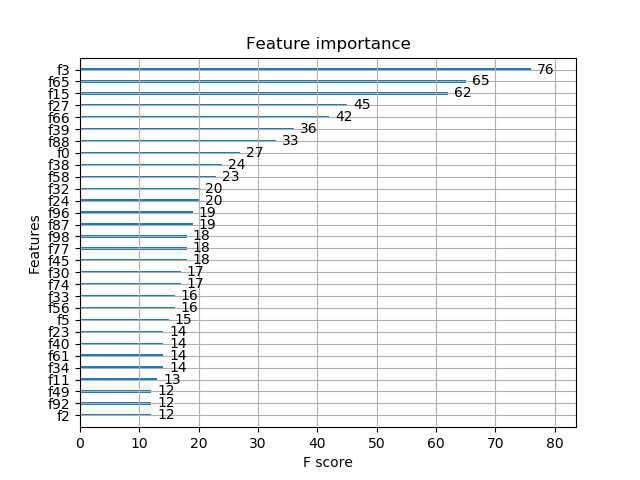 Feature importance
f3 76
f65 65
f15 62
f27 45
f66 42
f39 36
f88 33
f0 27
f38 24
f58 23
f32 20
f24 20
f96 19
f87 19
f98 18
f77 18
f45 18
f30 17
f74 17
f33 16
f56 16
f5 15
f23 14
f40 14
f61 14
f34 14
f11 13
f49 12
f92 12
f2 12
Features
0 10 20 30 40 50 60 70 80
F score